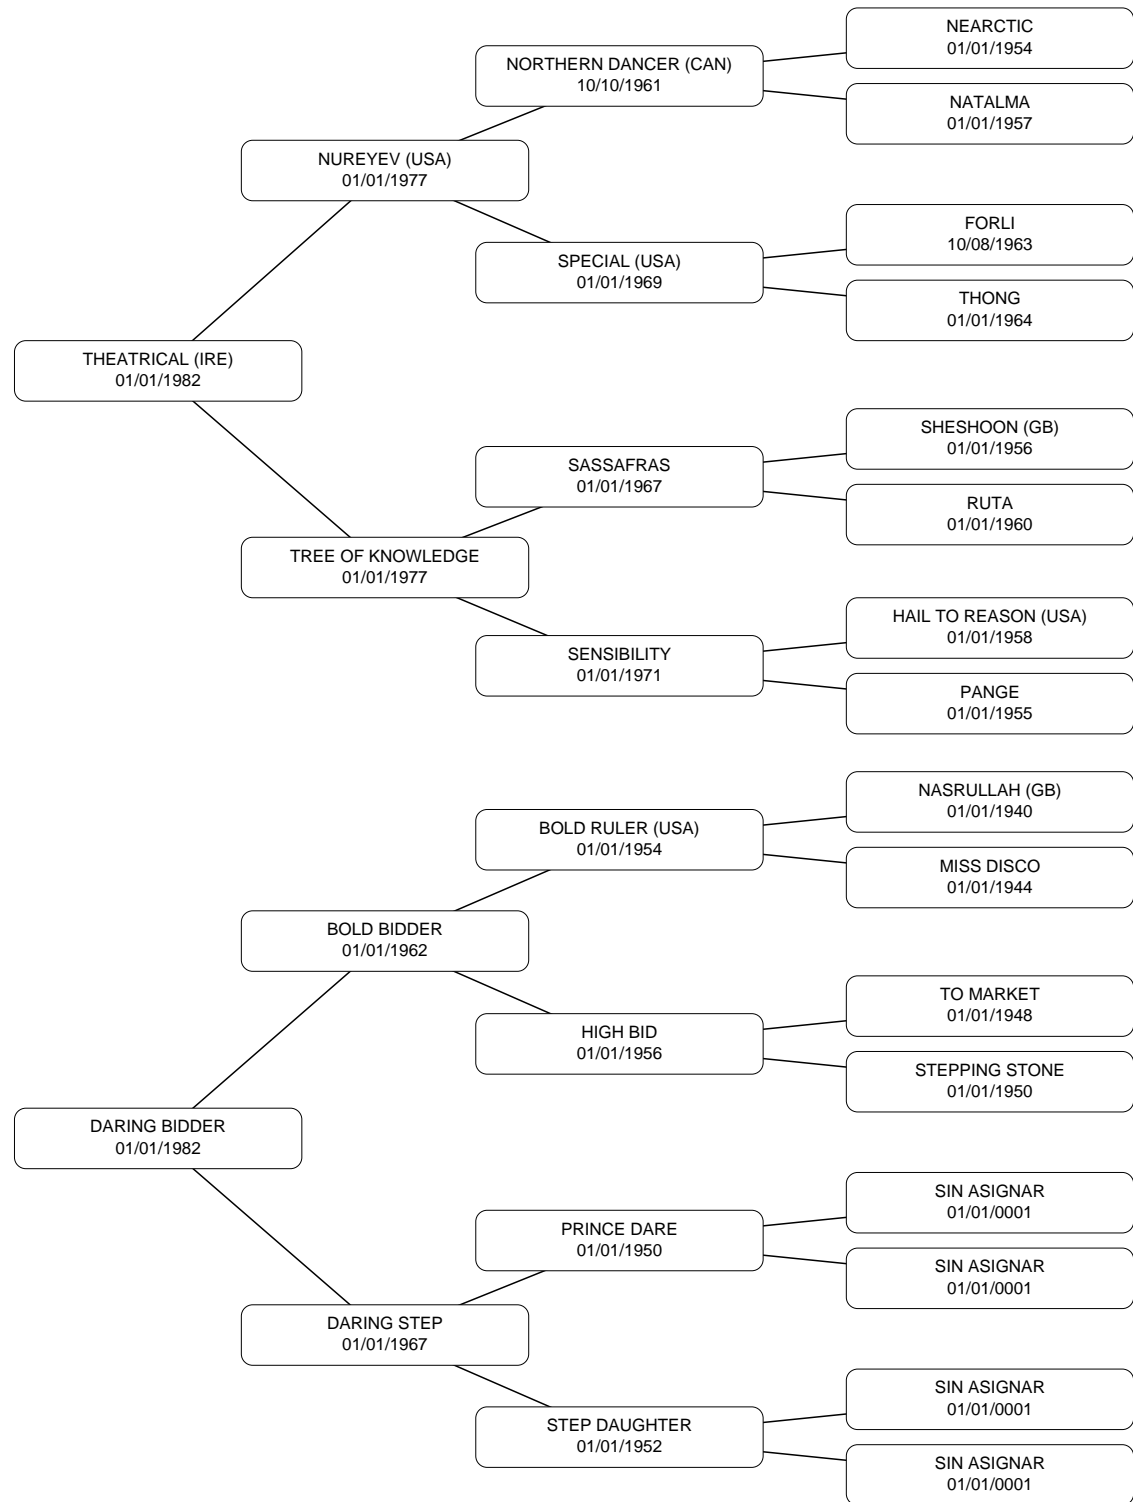 NEARCTIC
01/01/1954
NORTHERN DANCER (CAN)
10/10/1961
NATALMA
01/01/1957
NUREYEV (USA)
01/01/1977
FORLI
10/08/1963
SPECIAL (USA)
01/01/1969
THONG
01/01/1964
THEATRICAL (IRE)
01/01/1982
SHESHOON (GB)
01/01/1956
SASSAFRAS
01/01/1967
RUTA
01/01/1960
TREE OF KNOWLEDGE
01/01/1977
HAIL TO REASON (USA)
01/01/1958
SENSIBILITY
01/01/1971
PANGE
01/01/1955
NASRULLAH (GB)
01/01/1940
BOLD RULER (USA)
01/01/1954
MISS DISCO
01/01/1944
BOLD BIDDER
01/01/1962
TO MARKET
01/01/1948
HIGH BID
01/01/1956
STEPPING STONE
01/01/1950
DARING BIDDER
01/01/1982
SIN ASIGNAR
01/01/0001
PRINCE DARE
01/01/1950
SIN ASIGNAR
01/01/0001
DARING STEP
01/01/1967
SIN ASIGNAR
01/01/0001
STEP DAUGHTER
01/01/1952
SIN ASIGNAR
01/01/0001